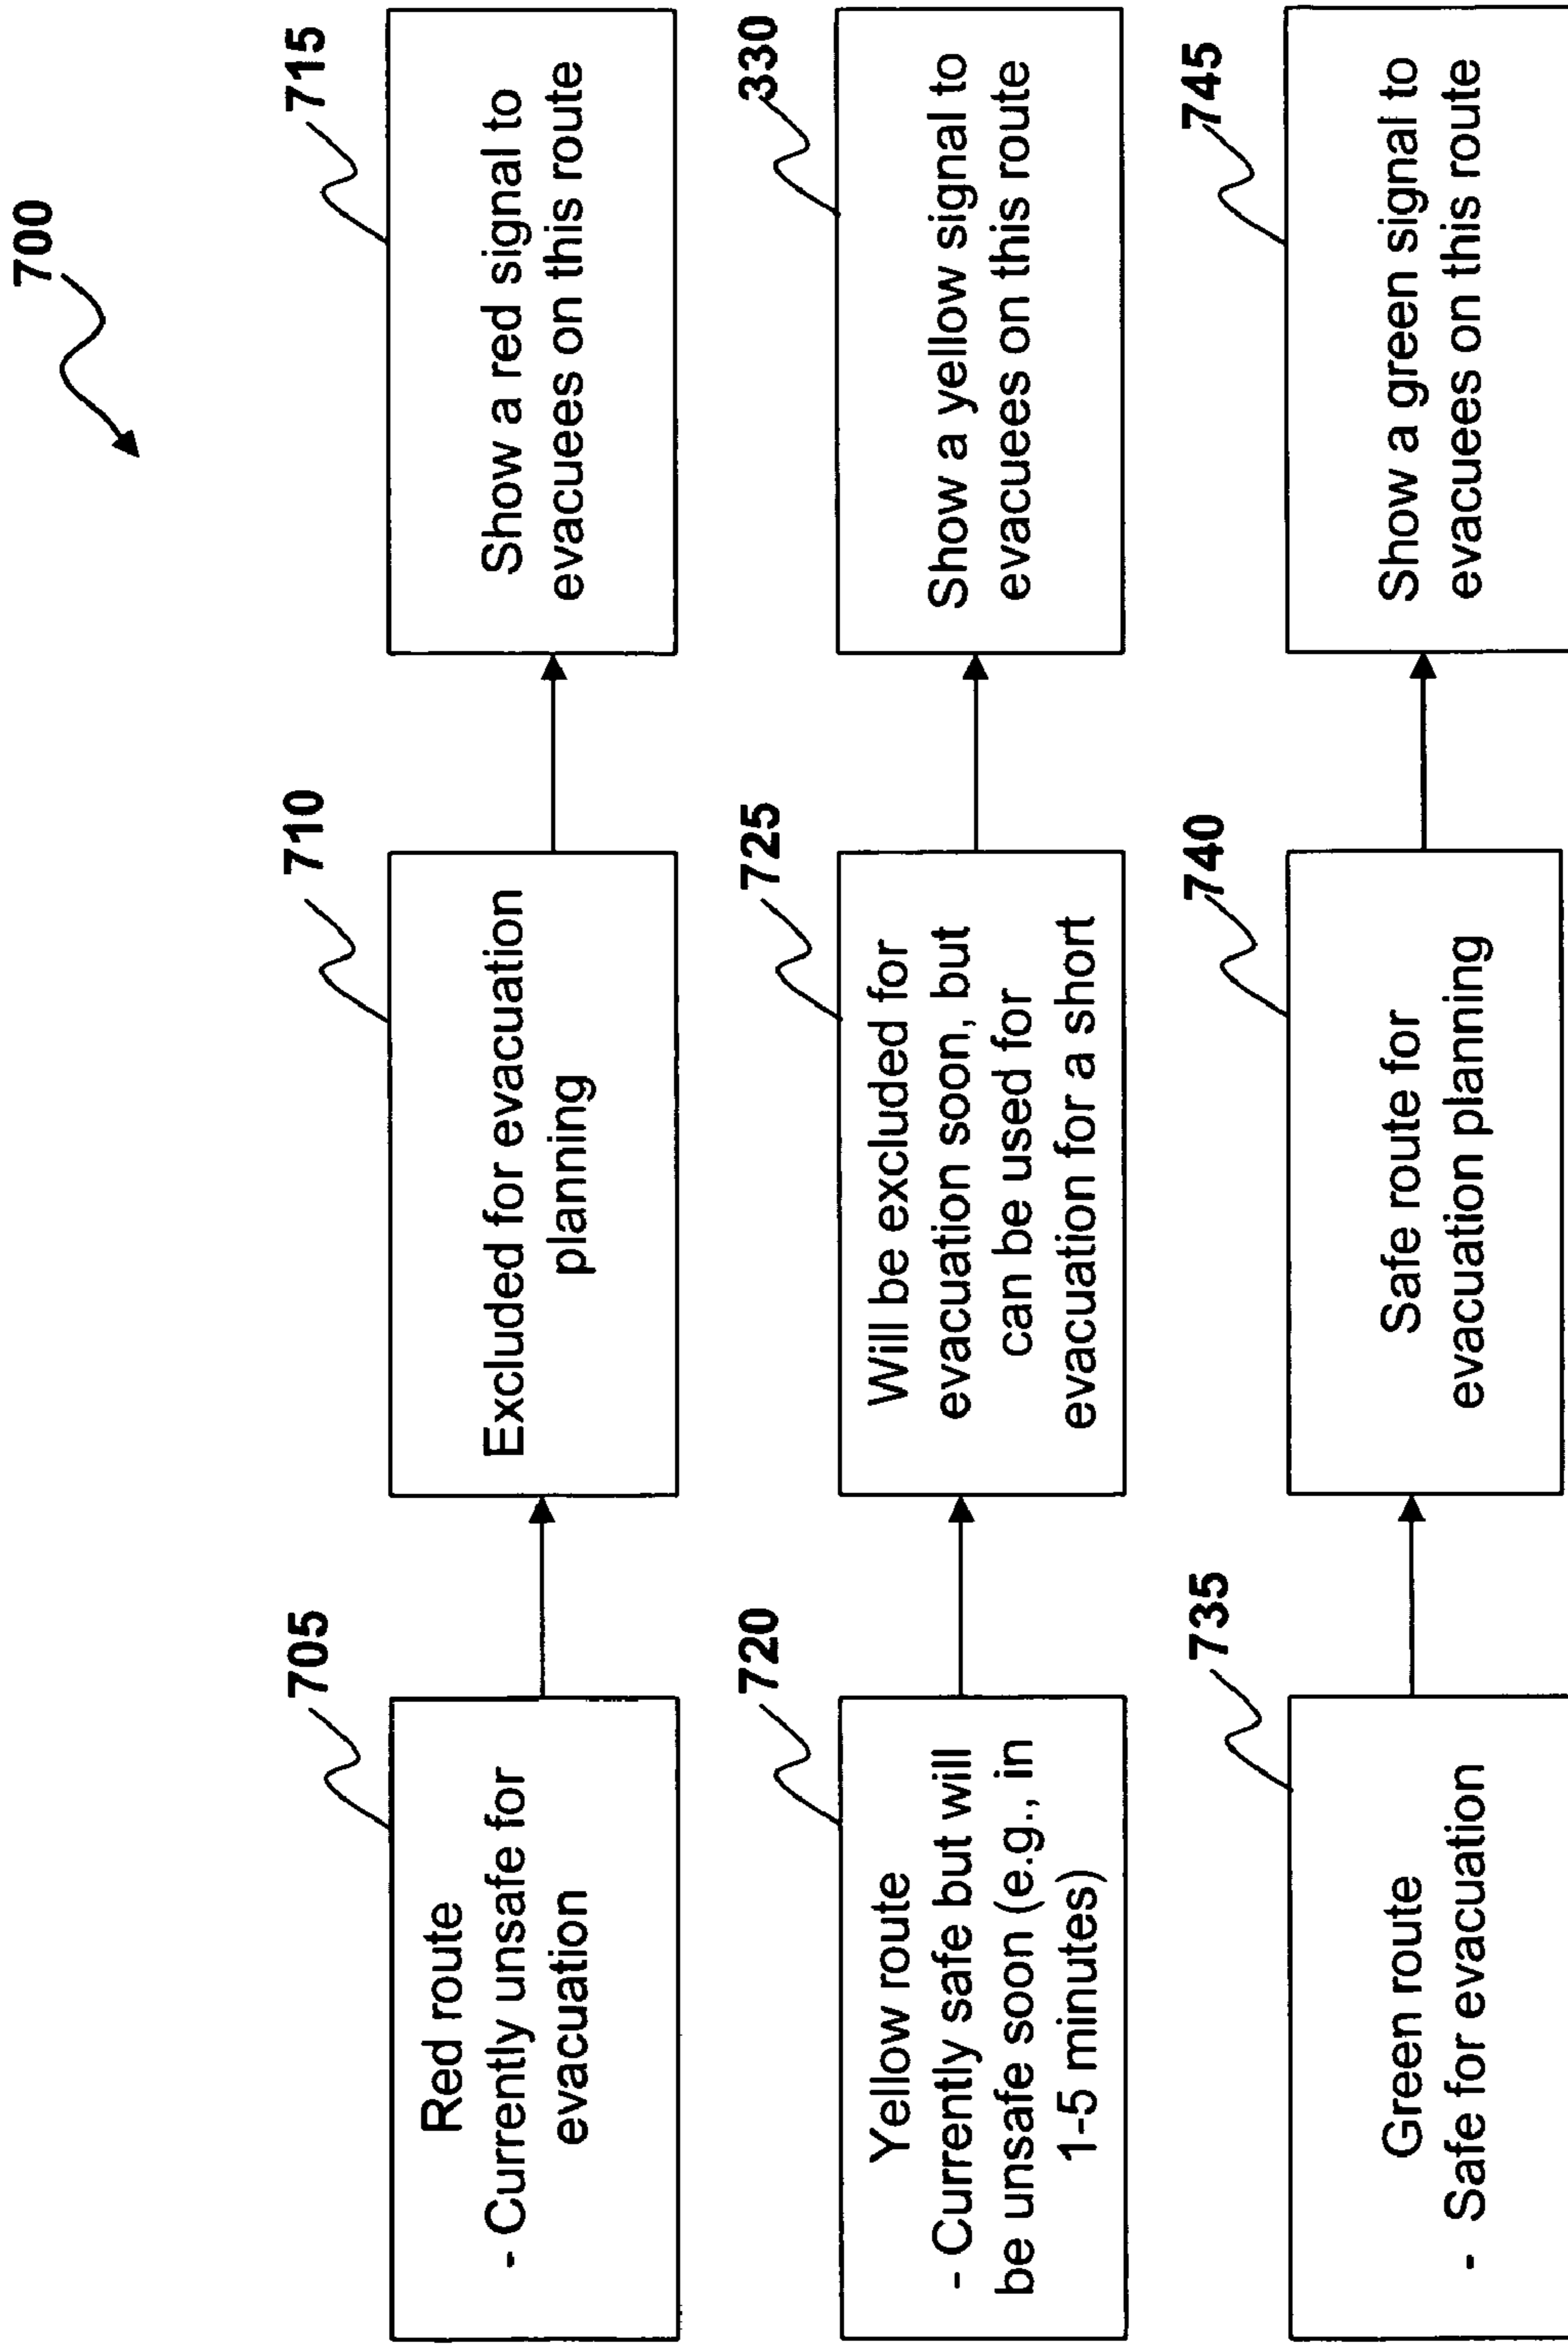 700
705
Red route
- Currently unsafe for
evacuation
710
Excluded for evacuation
planning
715
Show a red signal to
evacuees on this route
720
Yellow route
- Currently safe but will
be unsafe soon (e.g., in
1-5 minutes)
725
Will be excluded for
evacuation soon, but
can be used for
evacuation for a short
330
Show a yellow signal to
evacuees on this route
735
Green route
- Safe for evacuation
740
Safe route for
evacuation planning
745
Show a green signal to
evacuees on this route